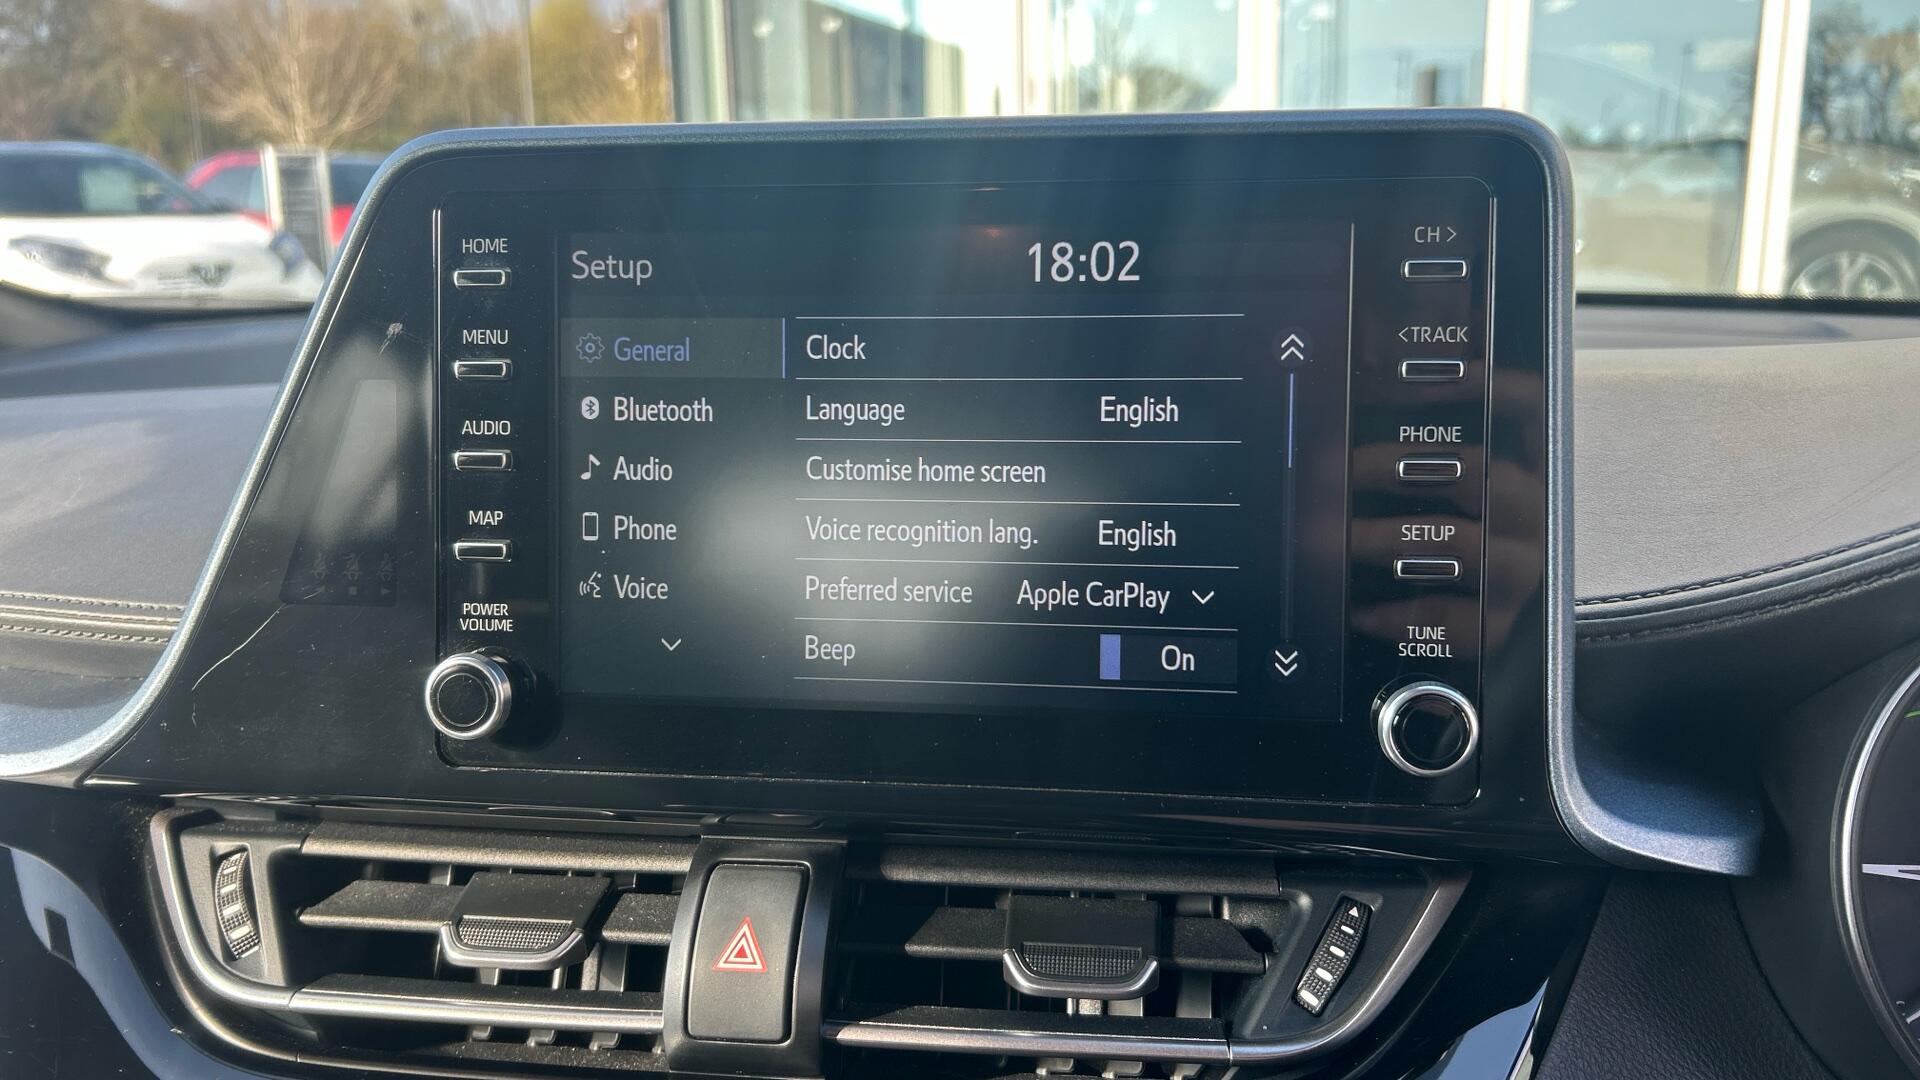 HOME
MENU
AUDIO
MAP
POWER
VOLUME
Setup
18:02
General
Bluetooth
Audio
Phone
Voice
Clock
Language English
Customise home screen
Voice recognition lang. English
Preferred service Apple CarPlay
Beep On
CH >
< TRACK
PHONE
SETUP
TUNE
SCROLL